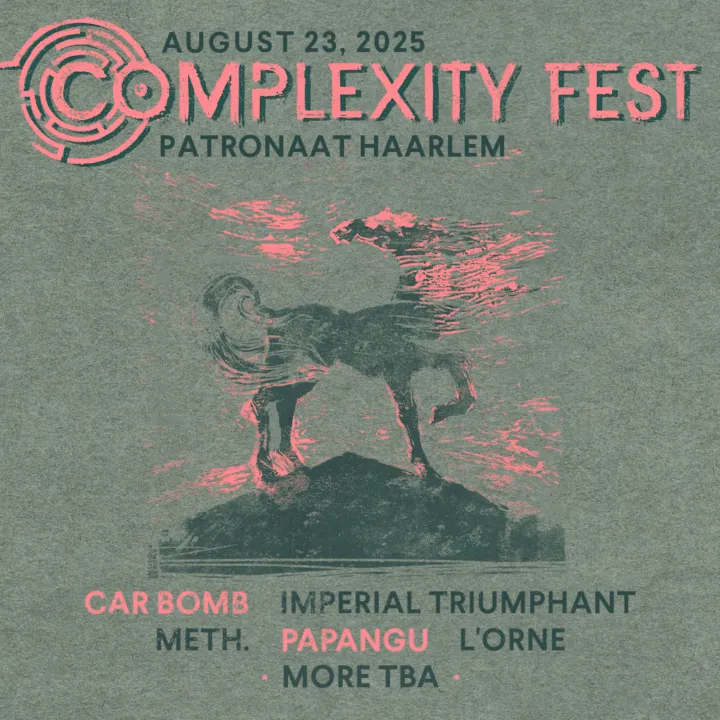 AUGUST 23, 2025
COMPLEXITY FEST
PATRONAAT HAARLEM
CAR BOMB IMPERIAL TRIUMPHANT
METH. PAPANGU L'ORNE
· MORE TBA ·